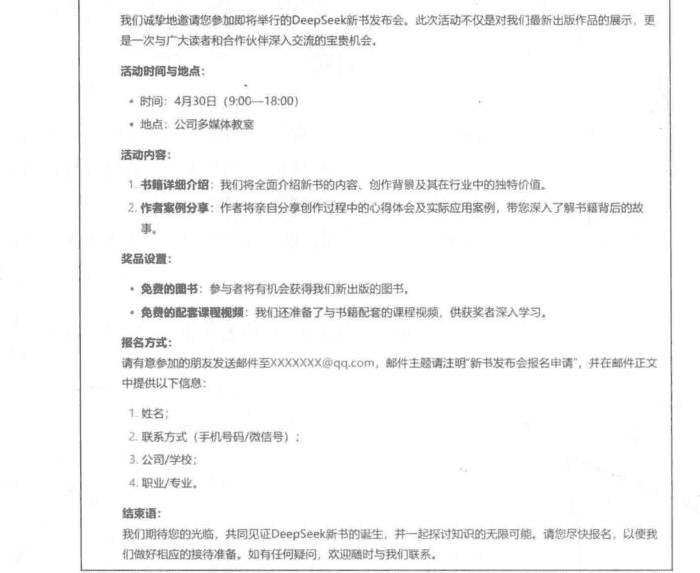 我们诚挚地邀请您参加即将举行的DeepSeek新书发布会。此次活动不仅是对我们最新出版作品的展示，更
是一次与广大读者和合作伙伴深入交流的宝贵机会。
活动时间与地点：
• 时间：4月30日（9:00—18:00）
• 地点：公司多媒体教室
活动内容：
1. 书籍详细介绍：我们将全面介绍新书的内容、创作背景及其在行业中的独特价值。
2. 作者案例分享：作者将亲自分享创作过程中的心得体会及实际应用案例，带您深入了解书籍背后的故
事。
奖品设置：
• 免费的图书：参与者将有机会获得我们新出版的图书。
• 免费的配套课程视频：我们还准备了与书籍配套的课程视频，供获奖者深入学习。
报名方式：
请有意参加的朋友发送邮件至XXXXXXX@qq.com，邮件主题请注明“新书发布会报名申请”，并在邮件正文
中提供以下信息：
1. 姓名；
2. 联系方式（手机号码/微信号）；
3. 公司/学校；
4. 职业/专业。
结束语：
我们期待您的光临，共同见证DeepSeek新书的诞生，并一起探讨知识的无限可能。请您尽快报名，以便我
们做好相应的接待准备。如有任何疑问，欢迎随时与我们联系。